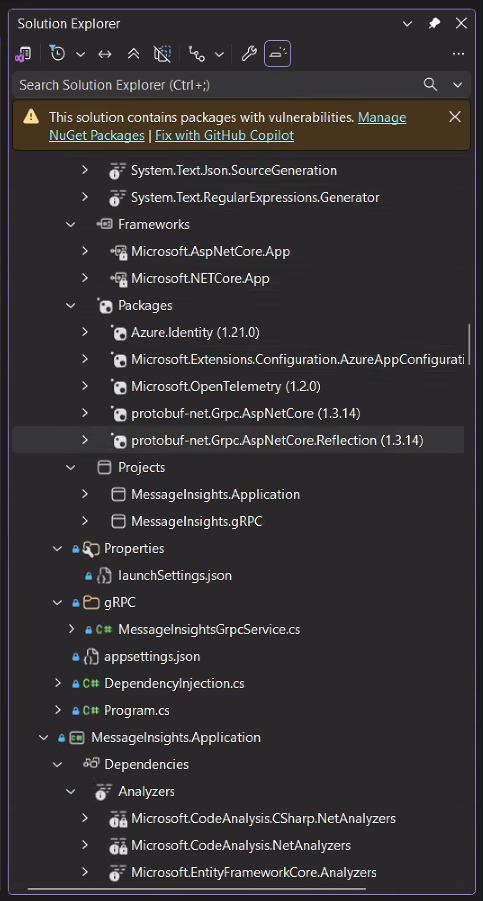 Solution Explorer
Search Solution Explorer (Ctrl+;)
This solution contains packages with vulnerabilities. Manage
NuGet Packages | Fix with GitHub Copilot
System.Text.Json.SourceGeneration
System.Text.RegularExpressions.Generator
Frameworks
Microsoft.AspNetCore.App
Microsoft.NETCore.App
Packages
Azure.Identity (1.21.0)
Microsoft.Extensions.Configuration.AzureAppConfigurati
Microsoft.OpenTelemetry (1.2.0)
protobuf-net.Grpc.AspNetCore (1.3.14)
protobuf-net.Grpc.AspNetCore.Reflection (1.3.14)
Projects
MessageInsights.Application
MessageInsights.gRPC
Properties
launchSettings.json
gRPC
C# MessageInsightsGrpcService.cs
appsettings.json
C# DependencyInjection.cs
C# Program.cs
C# MessageInsights.Application
Dependencies
Analyzers
Microsoft.CodeAnalysis.CSharp.NetAnalyzers
Microsoft.CodeAnalysis.NetAnalyzers
Microsoft.EntityFrameworkCore.Analyzers